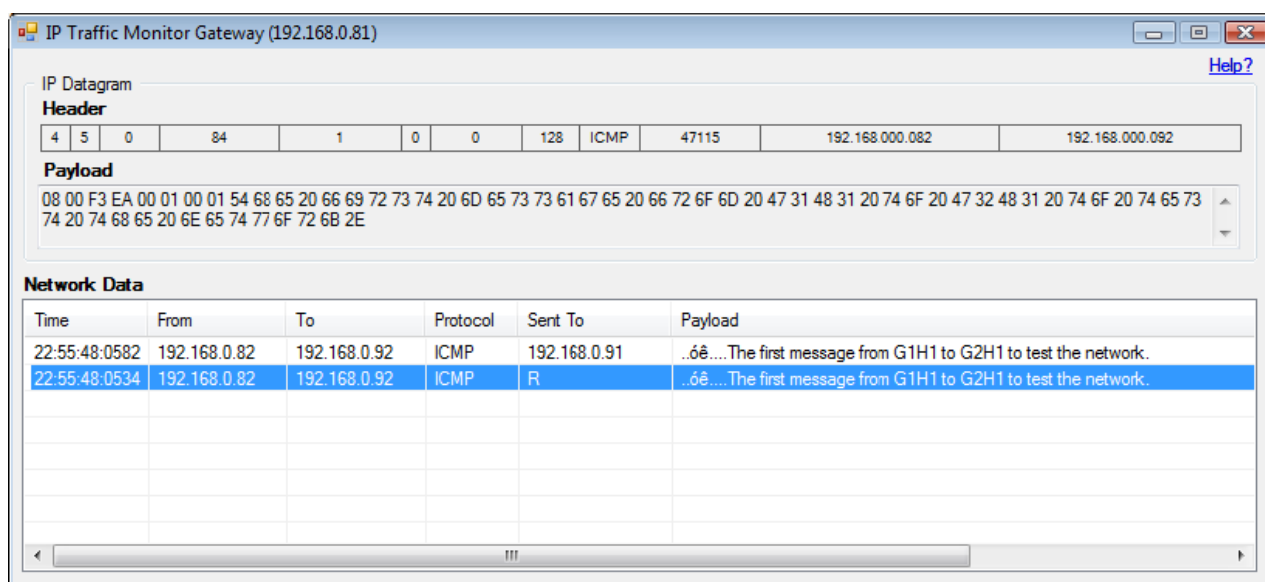 IP Traffic Monitor Gateway (192.168.0.81)
Help?
IP Datagram
Header
4 5 0 84 1 0 0 128 ICMP 47115 192.168.000.082 192.168.000.092
Payload
08 00 F3 EA 00 01 00 01 54 68 65 20 66 69 72 73 74 20 6D 65 73 73 61 67 65 20 66 72 6F 6D 20 47 31 48 31 20 74 6F 20 47 32 48 31 20 74 6F 20 74 65 73
74 20 74 68 65 20 6E 65 74 77 6F 72 6B 2E
Network Data
Time From To Protocol Sent To Payload
22:55:48:0582 192.168.0.82 192.168.0.92 ICMP 192.168.0.91 ..óê....The first message from G1H1 to G2H1 to test the network.
22:55:48:0534 192.168.0.82 192.168.0.92 ICMP R ..óê....The first message from G1H1 to G2H1 to test the network.